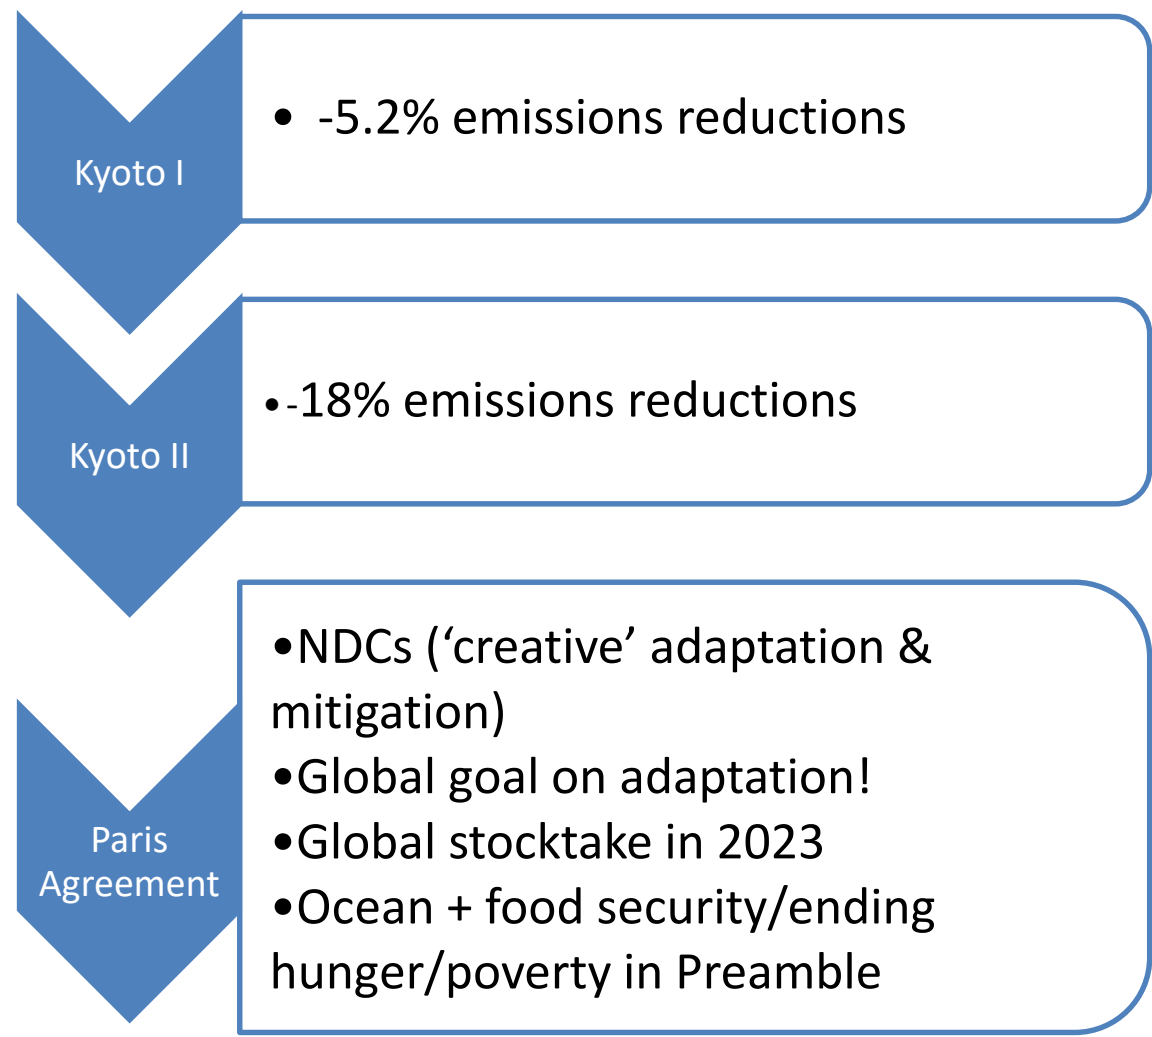 Kyoto I
• -5.2% emissions reductions
Kyoto II
• -18% emissions reductions
Paris
Agreement
•NDCs (‘creative’ adaptation &
mitigation)
•Global goal on adaptation!
•Global stocktake in 2023
•Ocean + food security/ending
hunger/poverty in Preamble